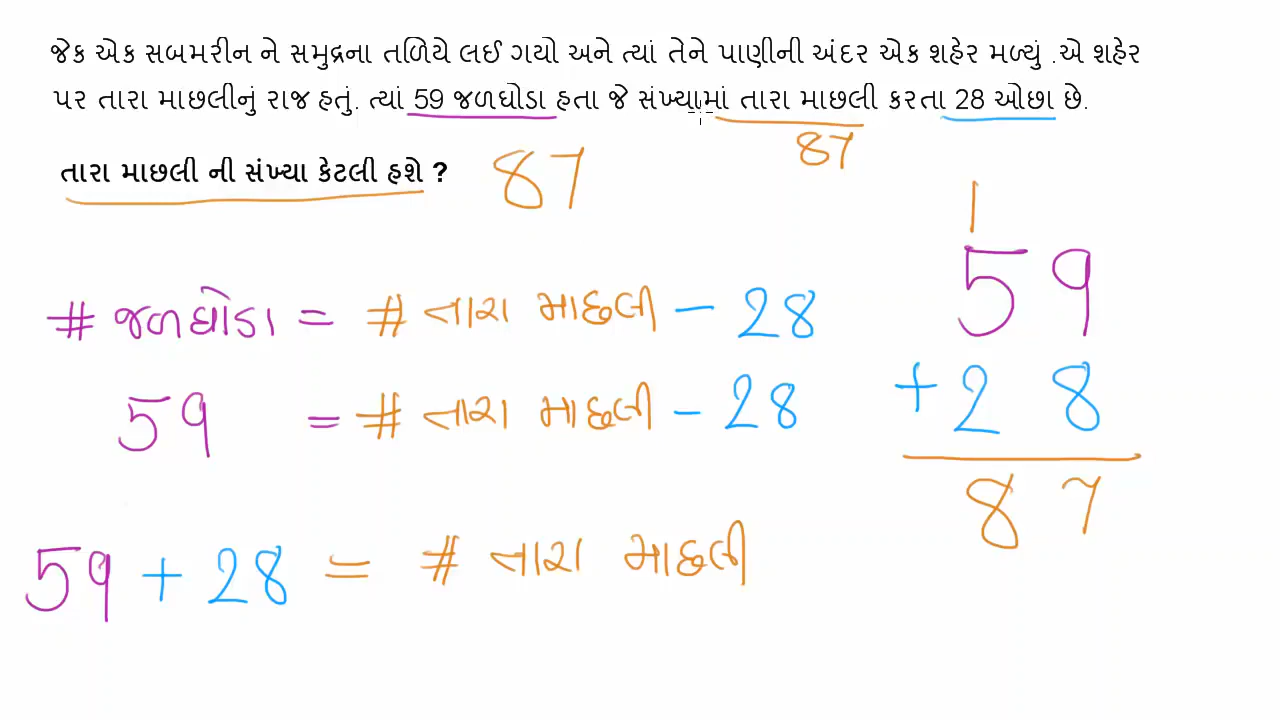 જેક એક સબમરીન ને સમુદ્રના તળિયે લઈ ગયો અને ત્યાં તેને પાણીની અંદર એક શહેર મળ્યું .એ શહેર
પર તારા માછલીનું રાજ હતું. ત્યાં 59 જળઘોડા હતા જે સંખ્યામાં તારા માછલી કરતા 28 ઓછા છે.
87
તારા માછલી ની સંખ્યા કેટલી હશે ? 87
1
59
# જળઘોડા = # તારા માછલી - 28
+ 28
59 = # તારા માછલી - 28
87
59 + 28 = # તારા માછલી